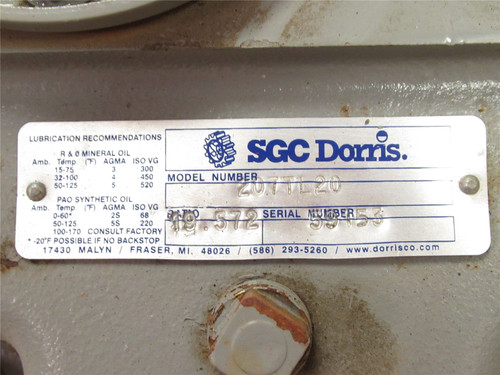 LUBRICATION RECOMMENDATIONS
R & O MINERAL OIL
Amb. Temp. (°F) AGMA ISO VG
15-75 3 300
32-100 4 450
50-125 5 520
PAO SYNTHETIC OIL
Amb. Temp. (°F) AGMA ISO VG
0-60* 2S 68
50-125 5S 220
100-170 CONSULT FACTORY
* -20°F POSSIBLE IF NO BACKSTOP
SGC Dorris.
MODEL NUMBER
207TL20
RATIO SERIAL NUMBER
19.572
17430 MALYN / FRASER, MI. 48026 / (586) 293-5260 / www.dorrisco.com